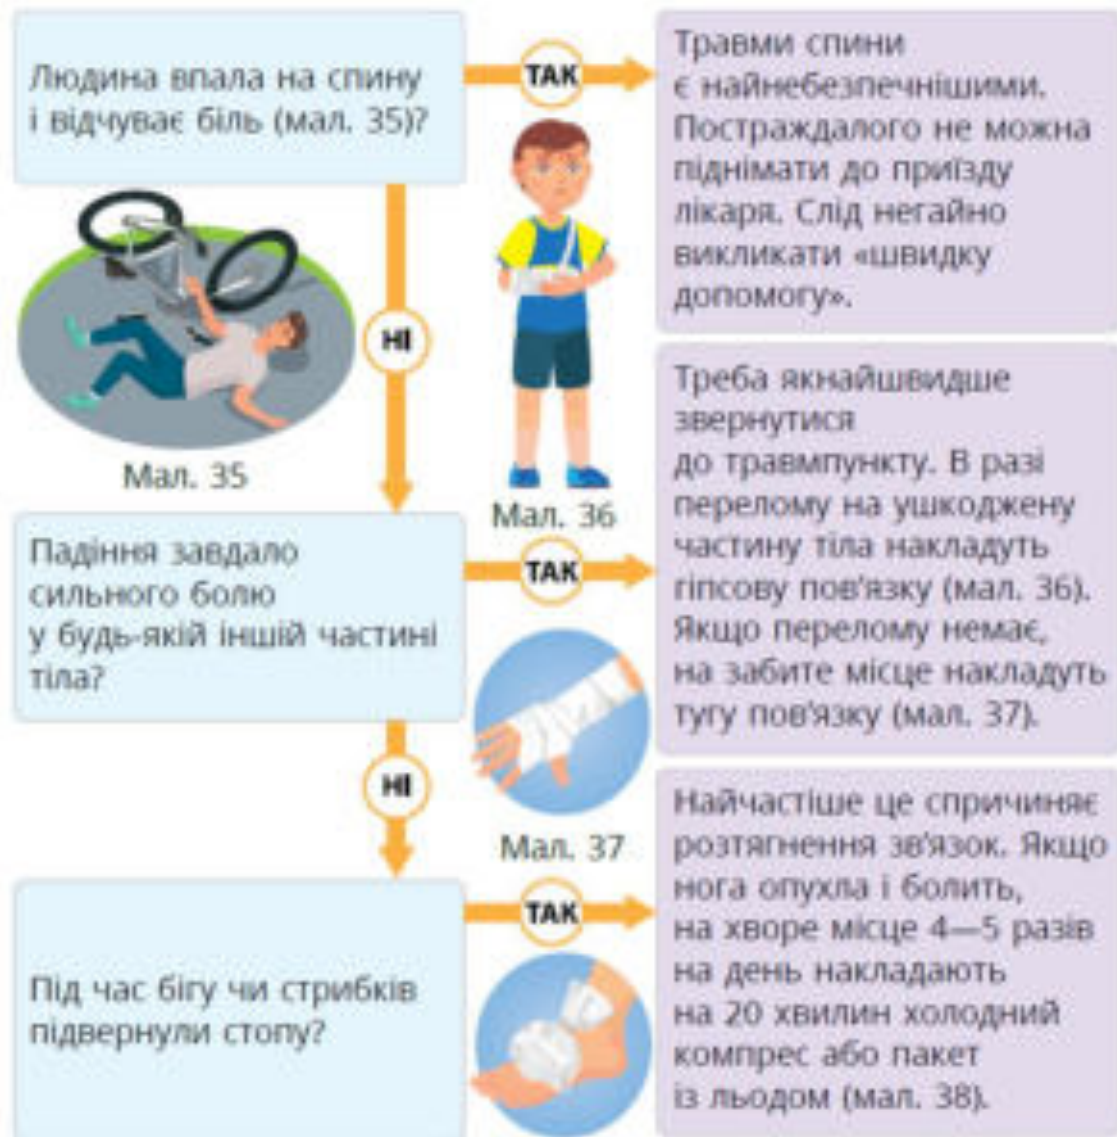 Людина впала на спину
і відчуває біль (мал. 35)?
ТАК
Травми спини
є найнебезпечнішими.
Постраждалого не можна
піднімати до приїзду
лікаря. Слід негайно
викликати «швидку
допомогу».
НІ
Мал. 35
Мал. 36
Падіння завдало
сильного болю
у будь-якій іншій частині
тіла?
ТАК
Треба якнайшвидше
звернутися
до травмпункту. В разі
перелому на ушкоджену
частину тіла накладуть
гіпсову пов'язку (мал. 36).
Якщо перелому немає,
на забите місце накладуть
тугу пов'язку (мал. 37).
НІ
Мал. 37
Під час бігу чи стрибків
підвернули стопу?
ТАК
Найчастіше це спричиняє
розтягнення зв'язок. Якщо
нога опухла і болить,
на хворе місце 4—5 разів
на день накладають
на 20 хвилин холодний
компрес або пакет
із льодом (мал. 38).